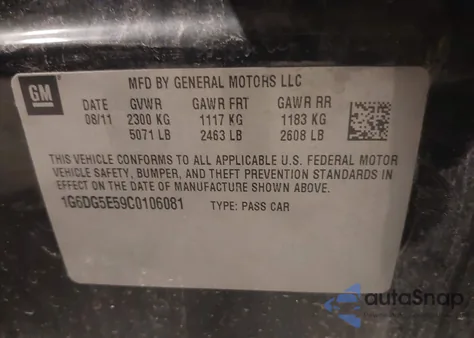 GM
MFD BY GENERAL MOTORS LLC
DATE GVWR GAWR FRT GAWR RR
08/11 2300 KG 1117 KG 1183 KG
5071 LB 2463 LB 2608 LB
THIS VEHICLE CONFORMS TO ALL APPLICABLE U.S. FEDERAL MOTOR
VEHICLE SAFETY, BUMPER, AND THEFT PREVENTION STANDARDS IN
EFFECT ON THE DATE OF MANUFACTURE SHOWN ABOVE.
1G6DG5E59C0106081 TYPE: PASS CAR
autoSnap